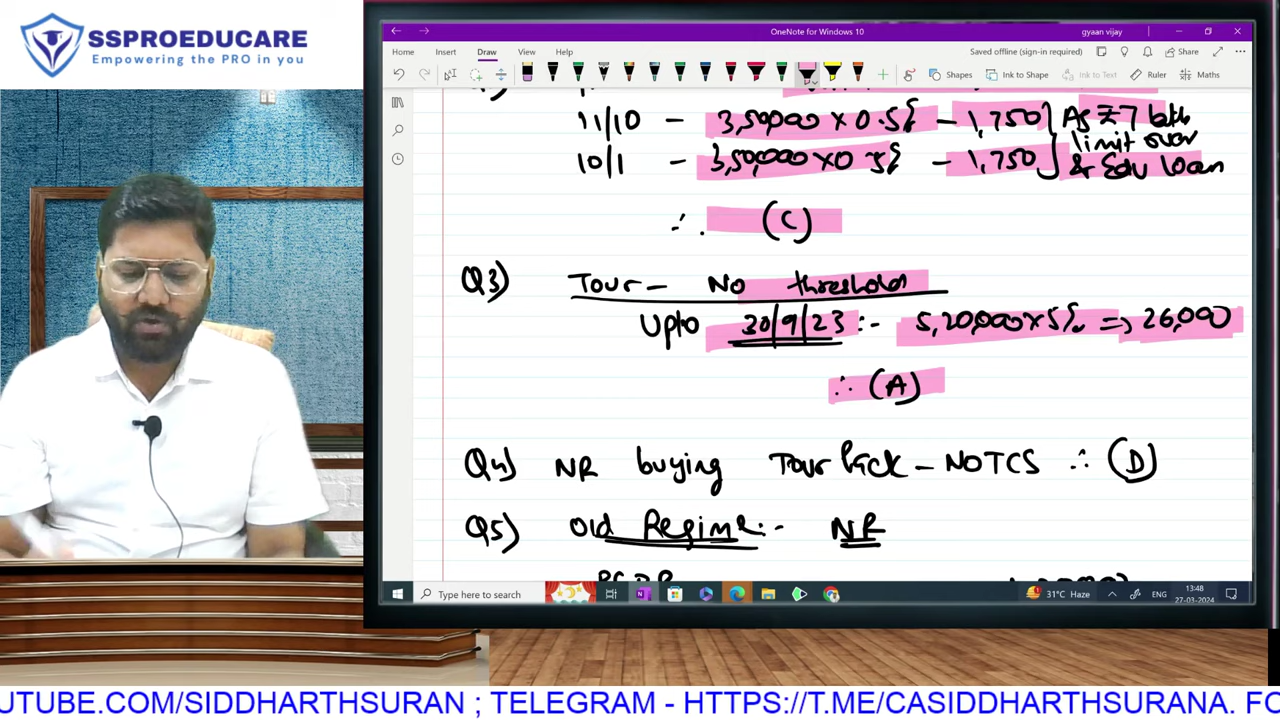 SSPROEDUCARE
Empowering the PRO in you
OneNote for Windows 10
gyaan vijay
Home Insert Draw View Help
Saved offline (sign-in required)
Share
Shapes
Ink to Shape
Ink to Text
Ruler
Maths
11/10 - 3,50,000 X 0.5% - 1,750 As ₹7 lakh
limit over
10/1 - 3,50,000 X 0.5% - 1,750 & Edu loan
∴ (C)
Q3) Tour - No threshold
Upto 30/9/23 :- 5,20,000 x 5% => 26,000
∴ (A)
Q4) NR buying Tour Pack - NO TCS ∴ (D)
Q5) Old Regime :- NR
Type here to search
31°C Haze
ENG
13:48
27-03-2024
UTUBE.COM/SIDDHARTHSURAN ; TELEGRAM - HTTPS://T.ME/CASIDDHARTHSURANA. FO